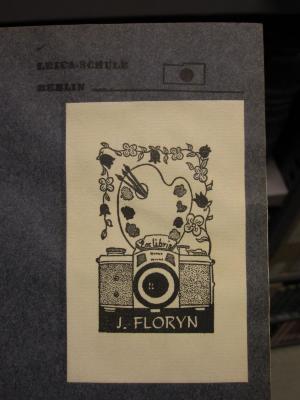 LEICA-SCHULE
BERLIN
Ex libris
J. FLORYN